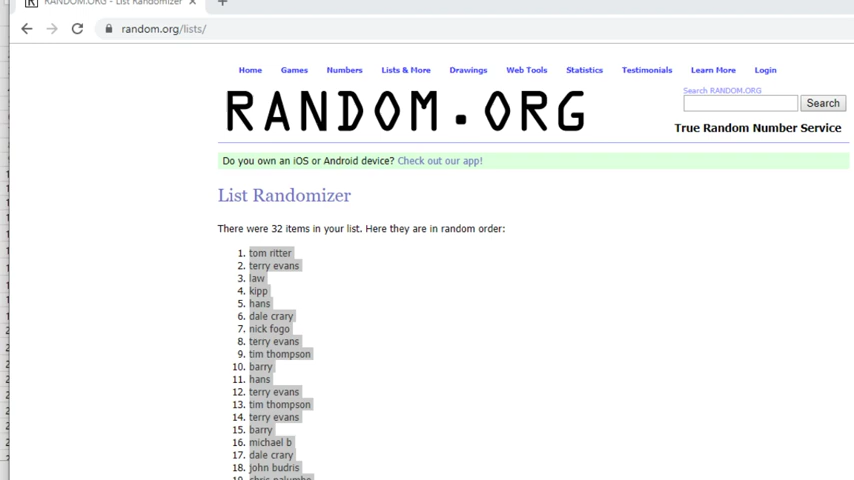 RANDOM.ORG - List Randomizer
random.org/lists/
Home Games Numbers Lists & More Drawings Web Tools Statistics Testimonials Learn More Login
Search RANDOM.ORG
RANDOM.ORG
Search
True Random Number Service
Do you own an iOS or Android device? Check out our app!
List Randomizer
There were 32 items in your list. Here they are in random order:
1. tom ritter
2. terry evans
3. law
4. kipp
5. hans
6. dale crary
7. nick fogo
8. terry evans
9. tim thompson
10. barry
11. hans
12. terry evans
13. tim thompson
14. terry evans
15. barry
16. michael b
17. dale crary
18. john budris
19. chris palumbo